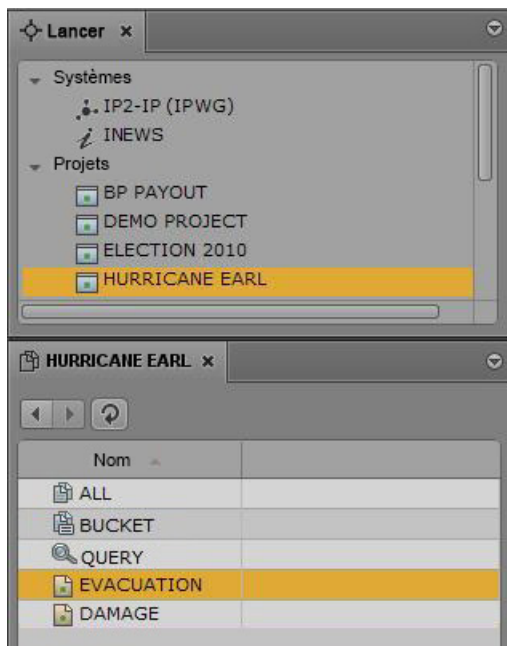 Lancer
Systèmes
IP2-IP (IPWG)
INEWS
Projets
BP PAYOUT
DEMO PROJECT
ELECTION 2010
HURRICANE EARL
HURRICANE EARL
Nom
ALL
BUCKET
QUERY
EVACUATION
DAMAGE